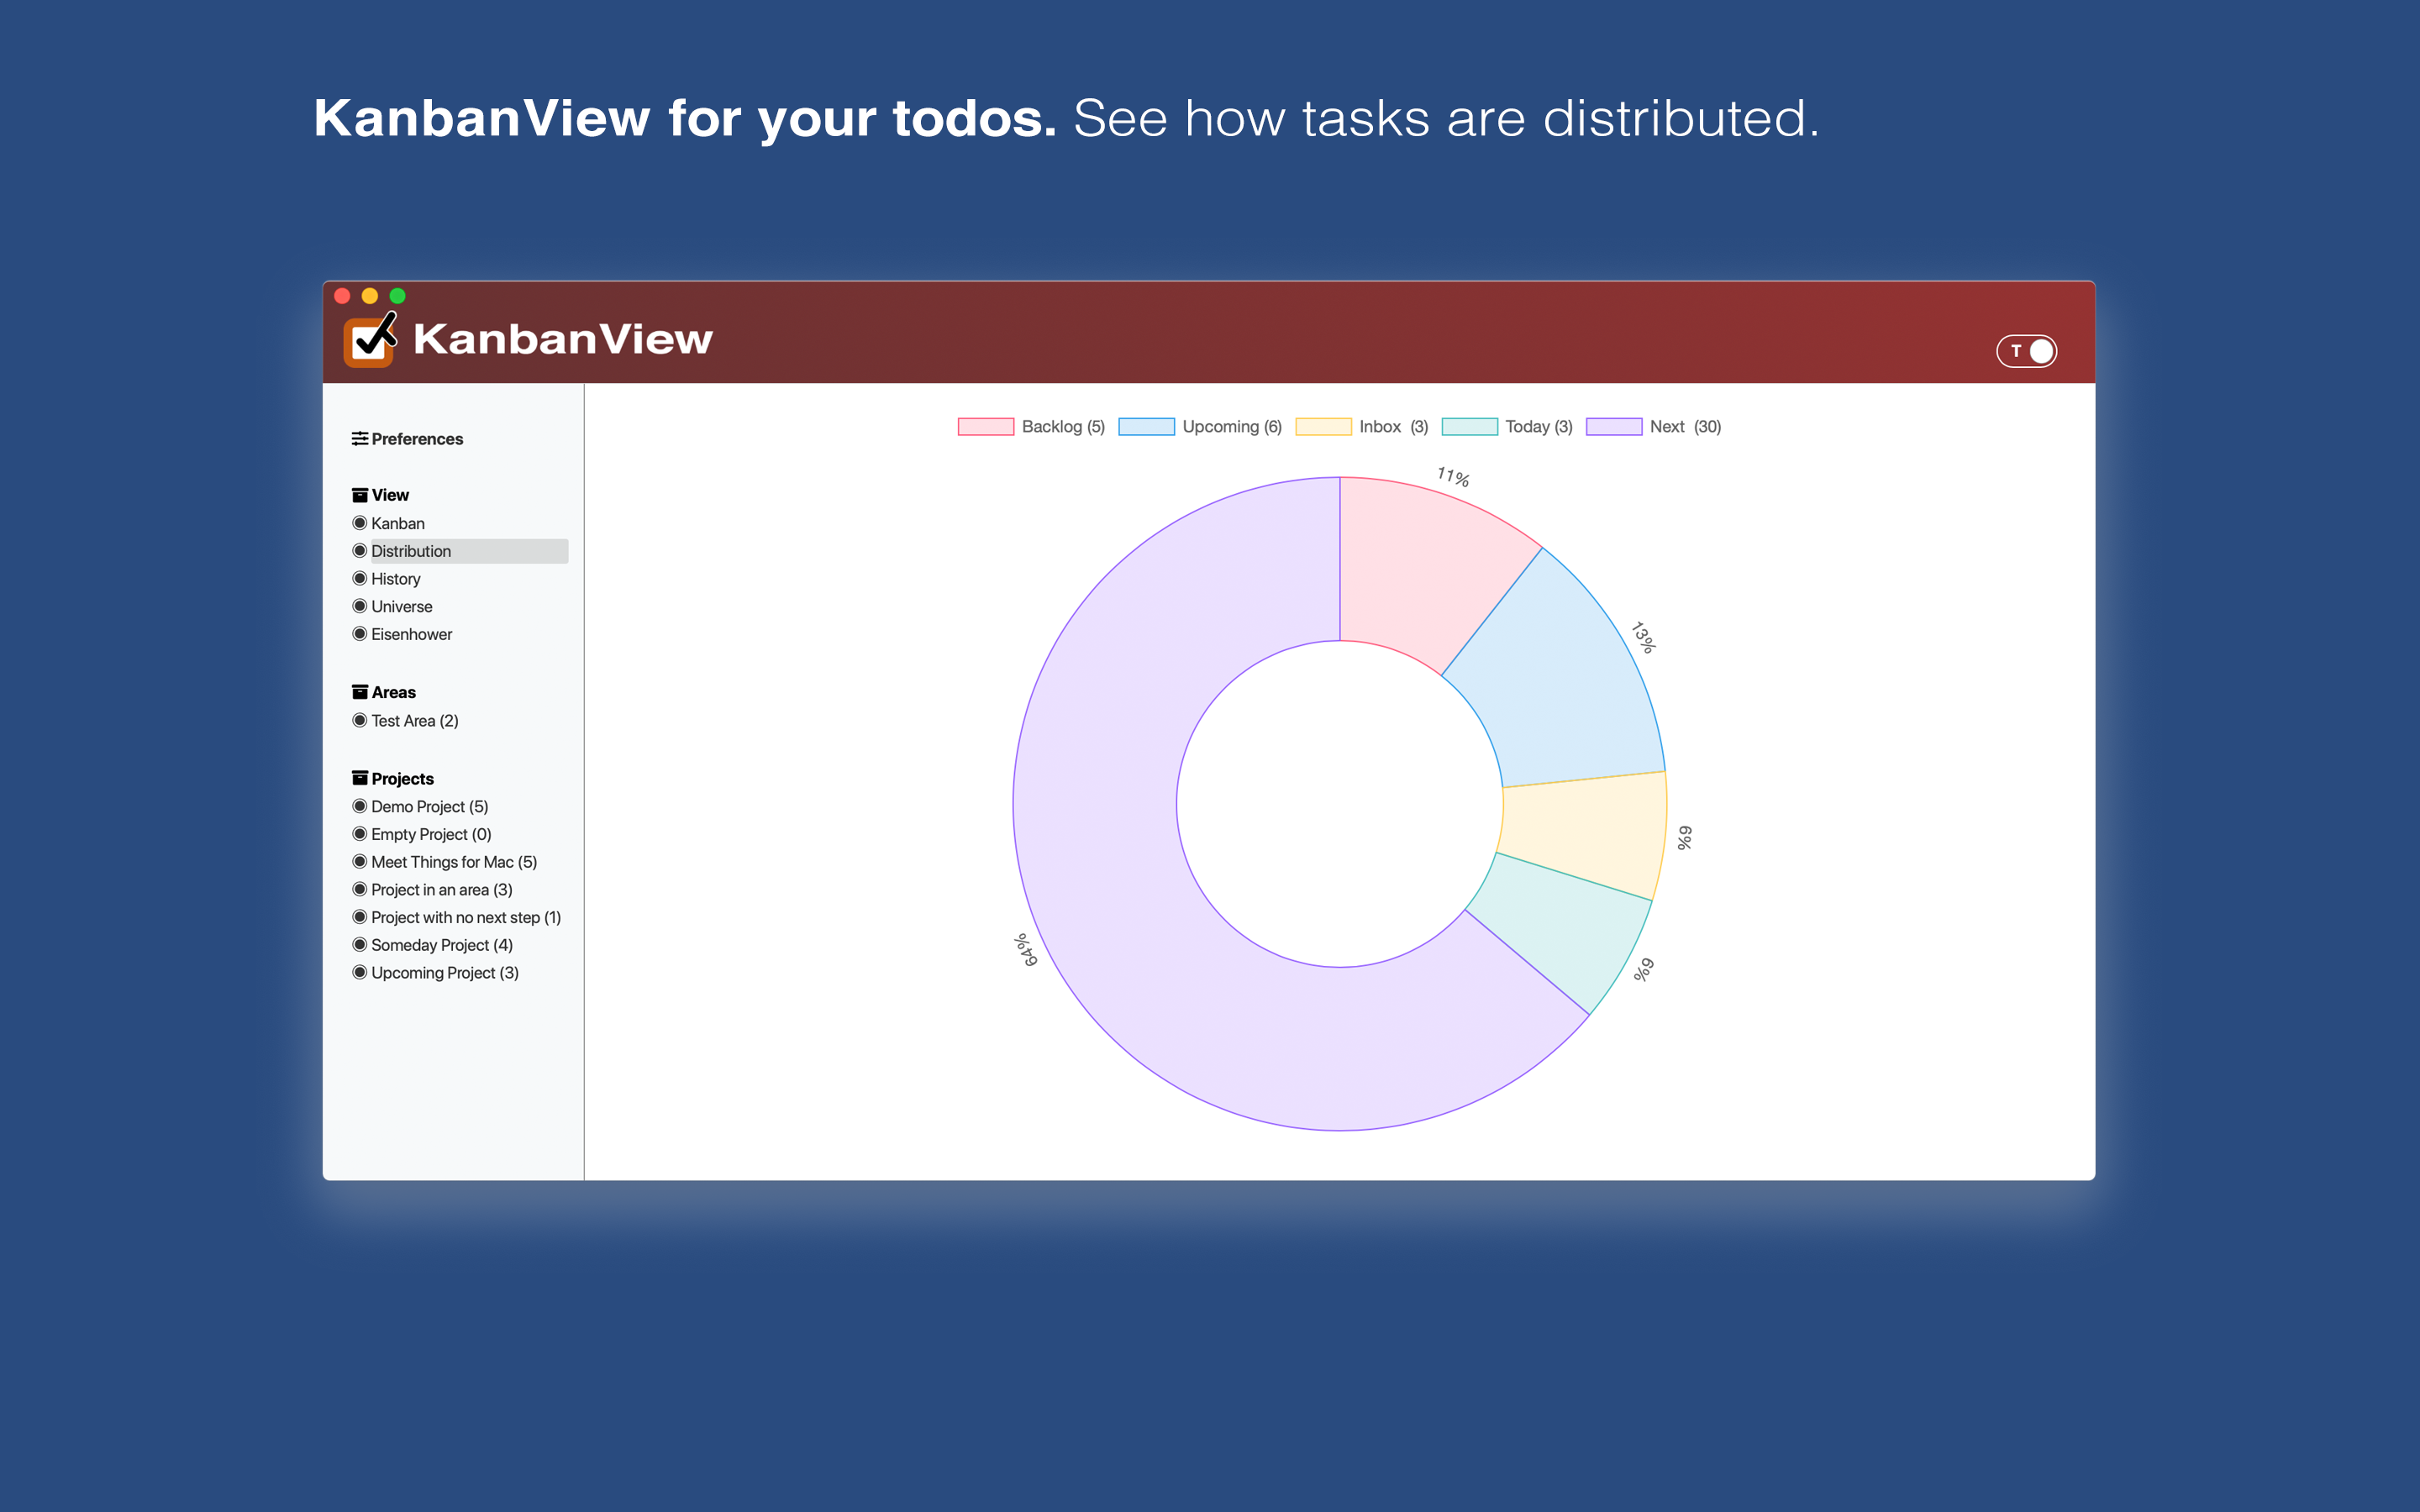 KanbanView for your todos. See how tasks are distributed.
KanbanView
T
Preferences
View
Kanban
Distribution
History
Universe
Eisenhower
Areas
Test Area (2)
Projects
Demo Project (5)
Empty Project (0)
Meet Things for Mac (5)
Project in an area (3)
Project with no next step (1)
Someday Project (4)
Upcoming Project (3)
Backlog (5) Upcoming (6) Inbox (3) Today (3) Next (30)
11%
13%
6%
6%
64%